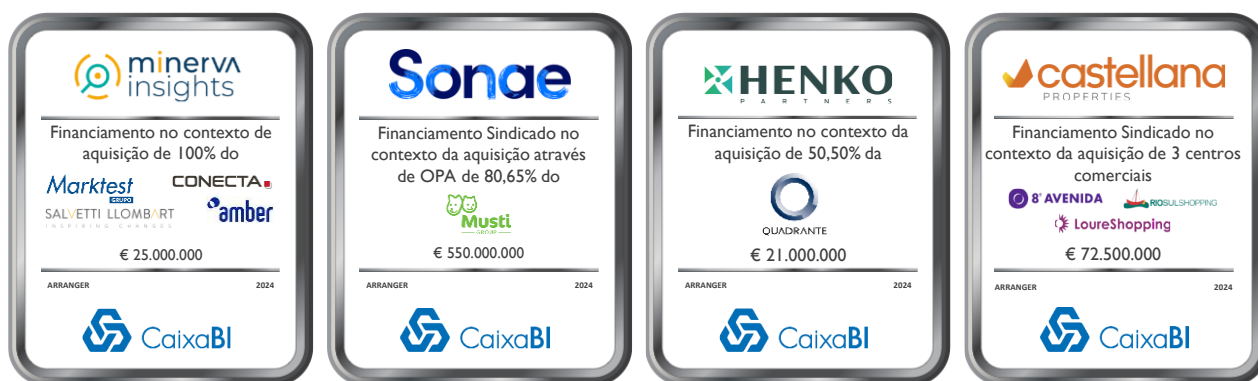 minerva
insights
Financiamento no contexto de
aquisição de 100% do
Marktest
GRUPO
CONECTA
SALVETTI LLOMBART
INSPIRING CHANGES
amber
€ 25.000.000
ARRANGER 2024
CaixaBI
Sonae
Financiamento Sindicado no
contexto da aquisição através
de OPA de 80,65% do
Musti
GROUP
€ 550.000.000
ARRANGER 2024
CaixaBI
HENKO
PARTNERS
Financiamento no contexto da
aquisição de 50,50% da
QUADRANTE
€ 21.000.000
ARRANGER 2024
CaixaBI
castellana
PROPERTIES
Financiamento Sindicado no
contexto da aquisição de 3 centros
comerciais
8ª AVENIDA
RIOSULSHOPPING
LoureShopping
€ 72.500.000
ARRANGER 2024
CaixaBI